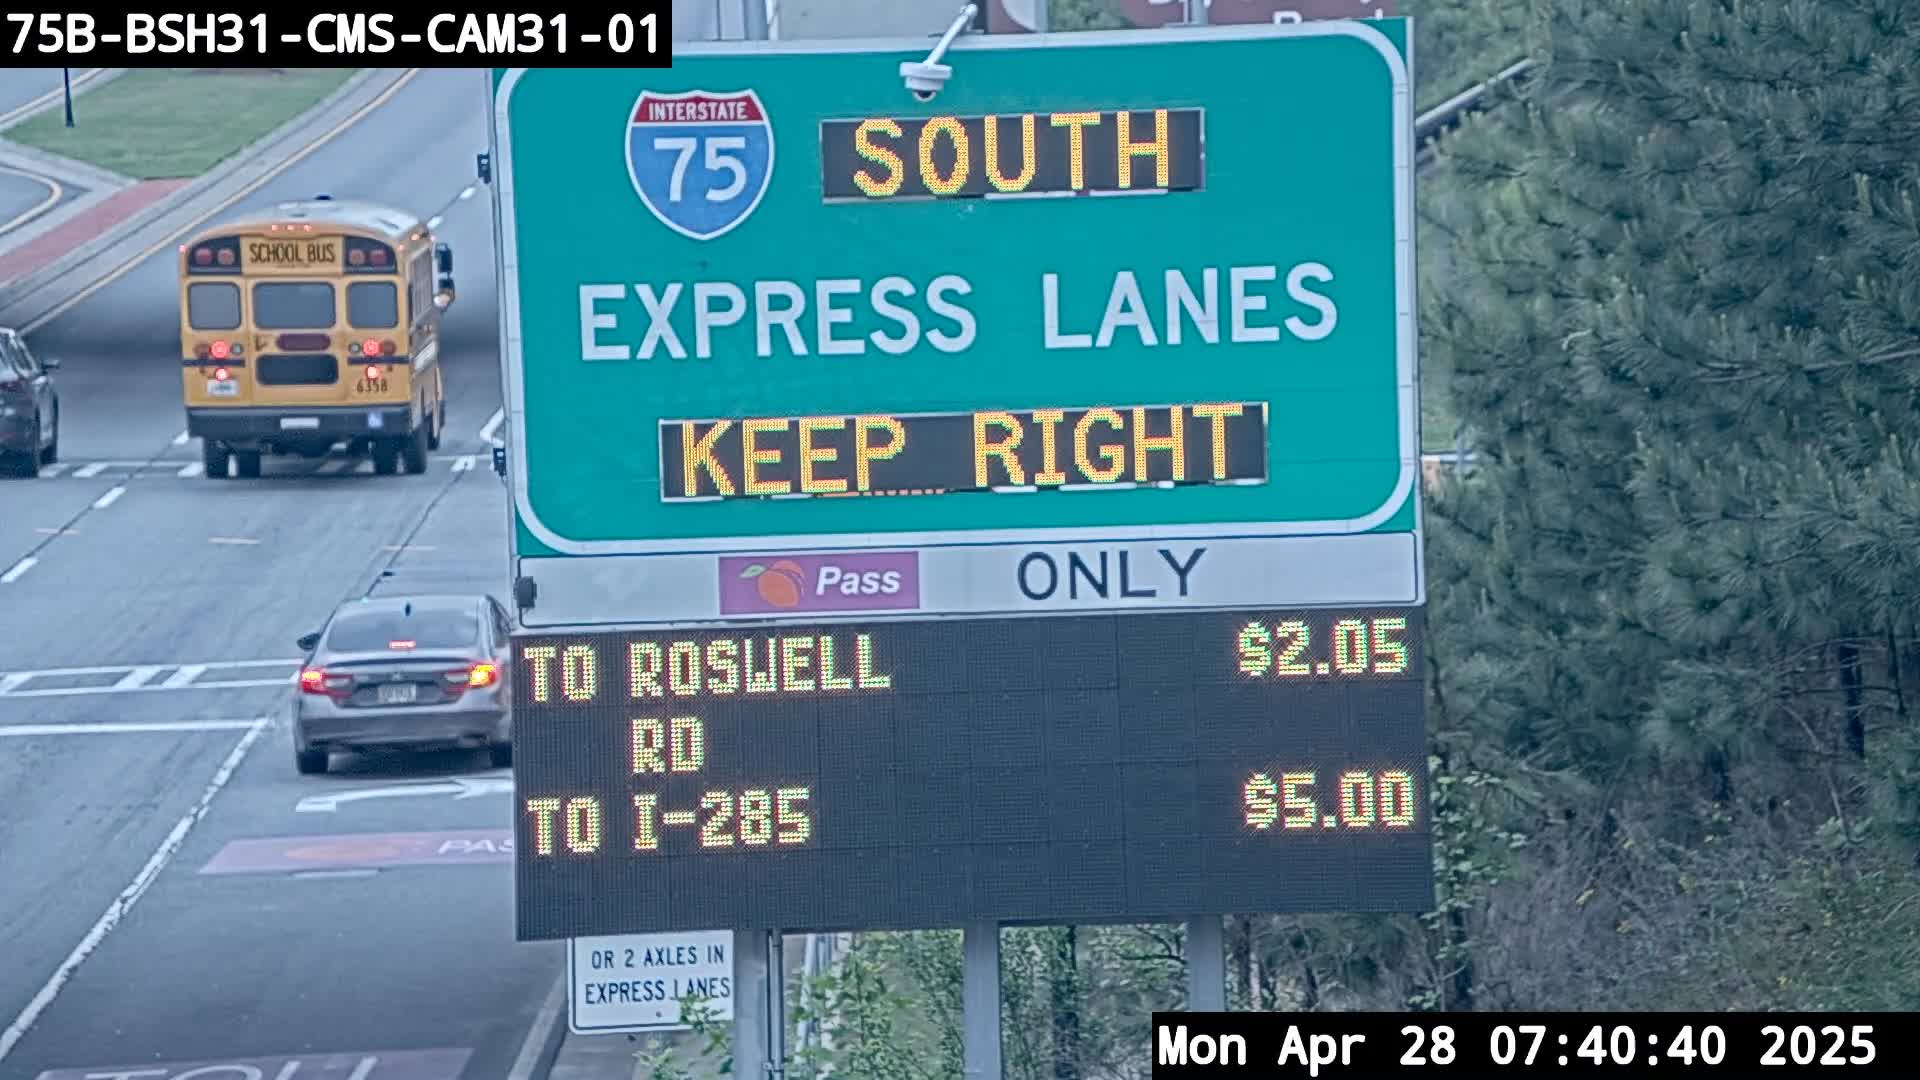 75B-BSH31-CMS-CAM31-01
INTERSTATE
75
SOUTH
EXPRESS LANES
KEEP RIGHT
Pass ONLY
TO ROSWELL $2.05
RD
TO I-285 $5.00
OR 2 AXLES IN
EXPRESS LANES
SCHOOL BUS
6358
PAS
TOLL
Mon Apr 28 07:40:40 2025